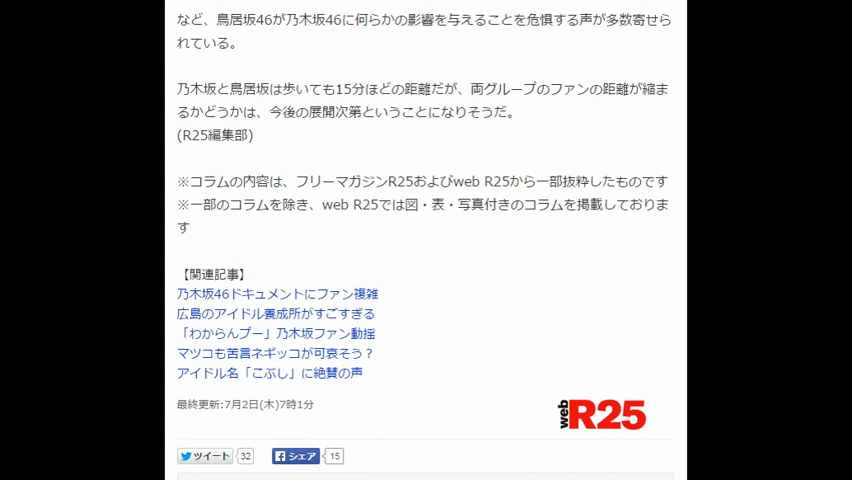 など、鳥居坂46が乃木坂46に何らかの影響を与えることを危惧する声が多数寄せら
れている。
乃木坂と鳥居坂は歩いても15分ほどの距離だが、両グループのファンの距離が縮ま
るかどうかは、今後の展開次第ということになりそうだ。
(R25編集部)
※コラムの内容は、フリーマガジンR25およびweb R25から一部抜粋したものです
※一部のコラムを除き、web R25では図・表・写真付きのコラムを掲載しておりま
す
【関連記事】
乃木坂46ドキュメントにファン複雑
広島のアイドル養成所がすごすぎる
「わからんプー」乃木坂ファン動揺
マツコも苦言ネギッコが可哀そう？
アイドル名「こぶし」に絶賛の声
最終更新:7月2日(木)7時1分
web R25
ツイート 32 シェア 15